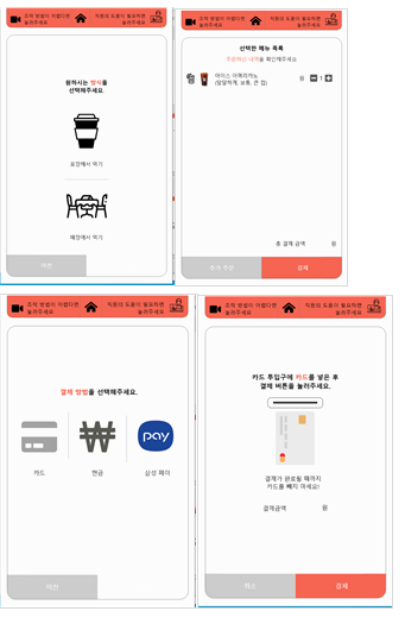 조작 방법이 어렵다면
눌러주세요
직원의 도움이 필요하면
눌러주세요
원하시는 방식을
선택해주세요.
포장해서 먹기
매장에서 먹기
이전
조작 방법이 어렵다면
눌러주세요
직원의 도움이 필요하면
눌러주세요
선택한 메뉴 목록
주문하신 내역을 확인해주세요
아이스 아메리카노
(달달하게, 보통, 큰 컵)
원
1
총 결제 금액
원
추가 주문
결제
조작 방법이 어렵다면
눌러주세요
직원의 도움이 필요하면
눌러주세요
결제 방법을 선택해주세요.
pay
카드
현금
삼성 페이
이전
조작 방법이 어렵다면
눌러주세요
직원의 도움이 필요하면
눌러주세요
카드 투입구에 카드를 넣은 후
결제 버튼을 눌러주세요.
결제가 완료될 때까지
카드를 빼지 마세요!
결제금액
원
취소
결제